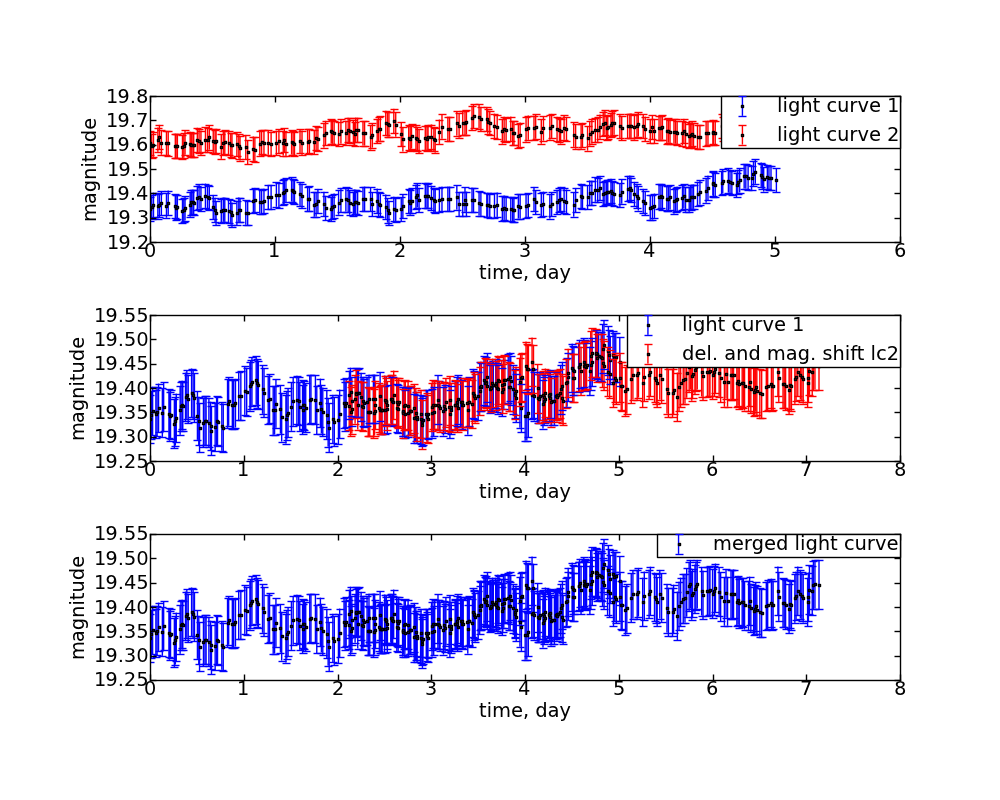 19.8
19.7
19.6
19.5
19.4
19.3
19.2
magnitude
light curve 1
light curve 2
0 1 2 3 4 5 6
time, day
19.55
19.50
19.45
19.40
19.35
19.30
19.25
magnitude
light curve 1
del. and mag. shift lc2
0 1 2 3 4 5 6 7 8
time, day
19.55
19.50
19.45
19.40
19.35
19.30
19.25
magnitude
merged light curve
0 1 2 3 4 5 6 7 8
time, day